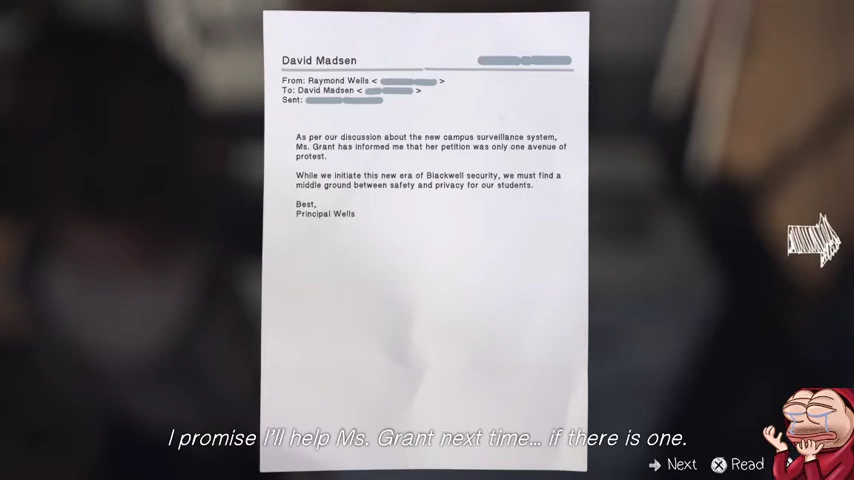 David Madsen
From: Raymond Wells < >
To: David Madsen < >
Sent:
As per our discussion about the new campus surveillance system,
Ms. Grant has informed me that her petition was only one avenue of
protest.
While we initiate this new era of Blackwell security, we must find a
middle ground between safety and privacy for our students.
Best,
Principal Wells
I promise I'll help Ms. Grant next time... if there is one.
Next
X Read